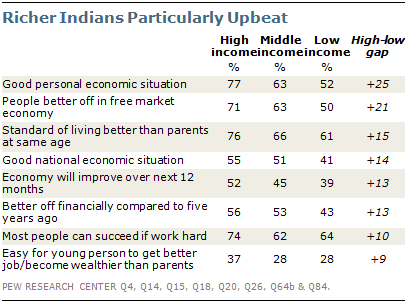 Richer Indians Particularly Upbeat
High Middle Low High-low
income income income gap
% % %
Good personal economic situation 77 63 52 +25
People better off in free market
economy 71 63 50 +21
Standard of living better than parents
at same age 76 66 61 +15
Good national economic situation 55 51 41 +14
Economy will improve over next 12
months 52 45 39 +13
Better off financially compared to five
years ago 56 53 43 +13
Most people can succeed if work hard 74 62 64 +10
Easy for young person to get better
job/become wealthier than parents 37 28 28 +9
PEW RESEARCH CENTER Q4, Q14, Q15, Q18, Q20, Q26, Q64b & Q84.